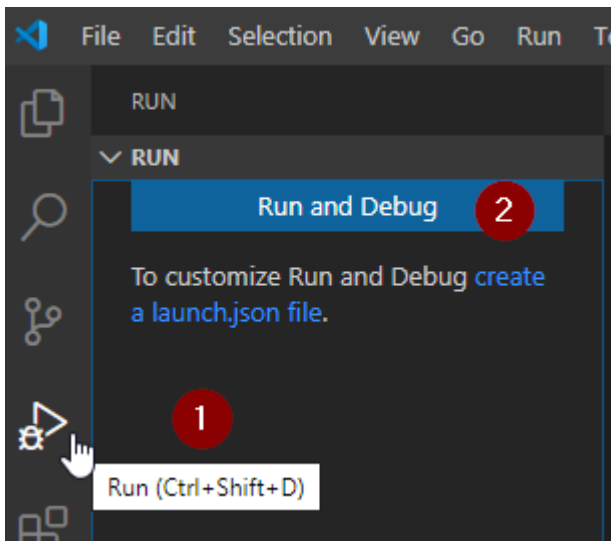 File Edit Selection View Go Run T
RUN
RUN
Run and Debug 2
To customize Run and Debug create
a launch.json file.
1
Run (Ctrl+Shift+D)